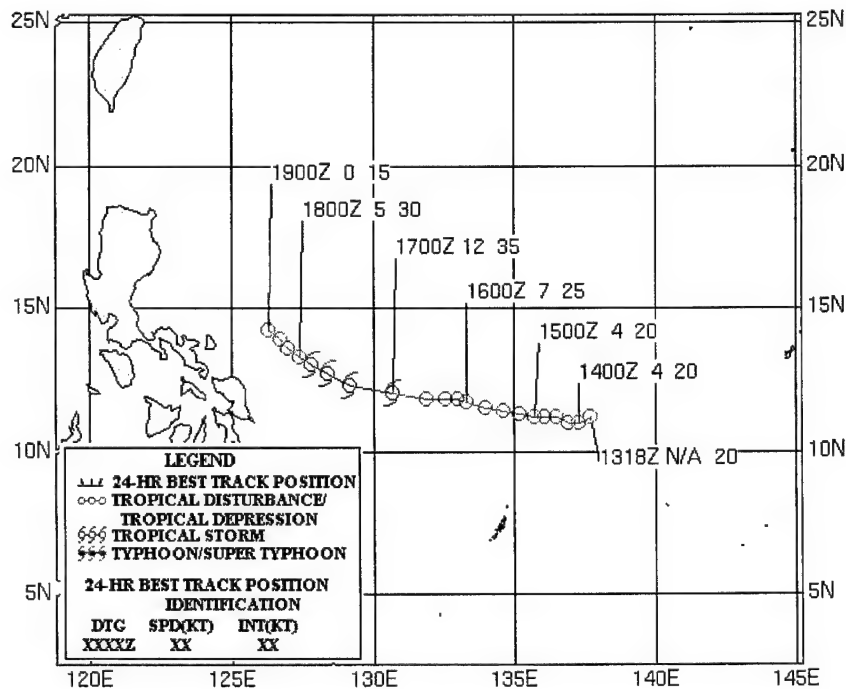 25N 25N
20N 20N
1900Z 0 15
1800Z 5 30
1700Z 12 35
1600Z 7 25
15N 15N
1500Z 4 20
1400Z 4 20
10N 10N
1318Z N/A 20
LEGEND
24-HR BEST TRACK POSITION
TROPICAL DISTURBANCE/
TROPICAL DEPRESSION
TROPICAL STORM
TYPHOON/SUPER TYPHOON
5N 5N
24-HR BEST TRACK POSITION
IDENTIFICATION
DTG SPD(KT) INT(KT)
XXXXZ XX XX
120E 125E 130E 135E 140E 145E